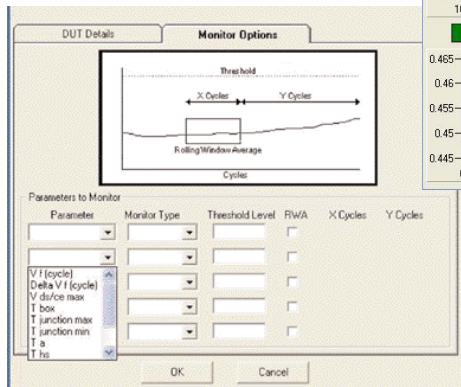 DUT Details Monitor Options
Threshold
X Cycles Y Cycles
Rolling Window Average
Cycles
Parameters to Monitor
Parameter Monitor Type Threshold Level RWA X Cycles Y Cycles
V f (cycle)
Delta V f (cycle)
V ds/ce max
T box
T junction max
T junction min
T a
T hs
OK Cancel
0.465
0.46
0.455
0.45
0.445